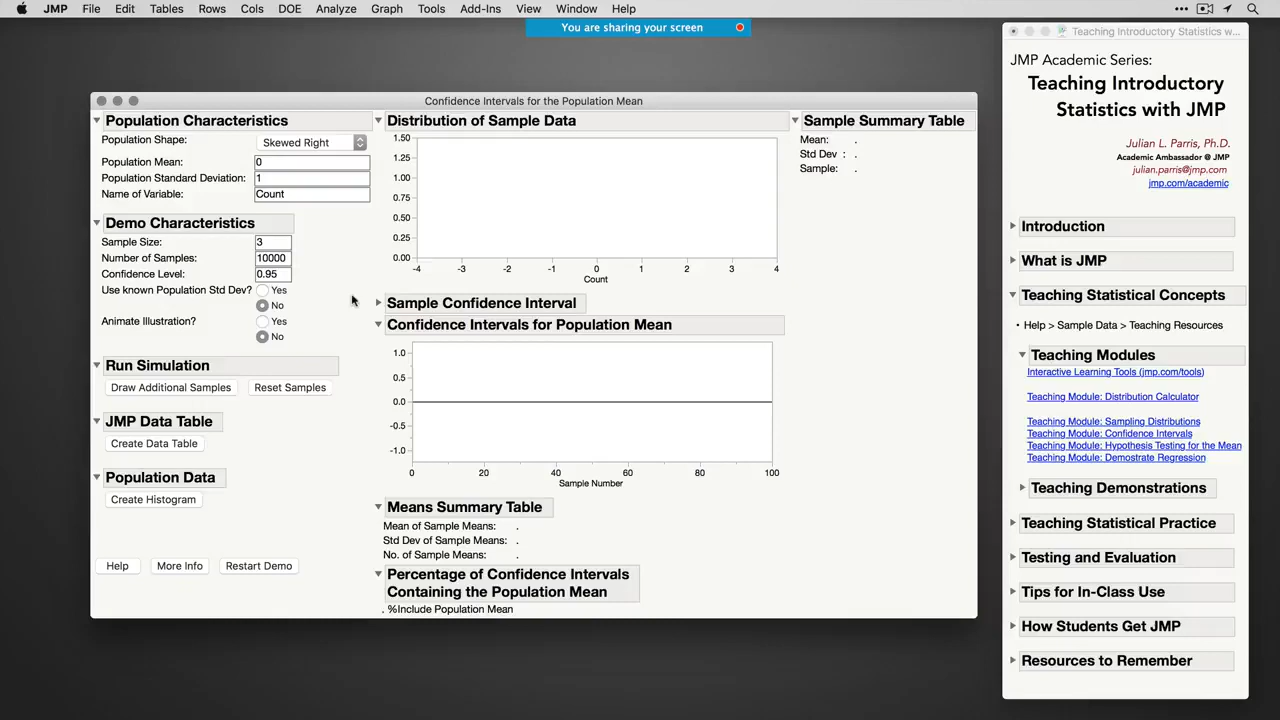 JMP File Edit Tables Rows Cols DOE Analyze Graph Tools Add-Ins View Window Help
You are sharing your screen
Confidence Intervals for the Population Mean
Population Characteristics
Population Shape: Skewed Right
Population Mean: 0
Population Standard Deviation: 1
Name of Variable: Count
Demo Characteristics
Sample Size: 3
Number of Samples: 10000
Confidence Level: 0.95
Use known Population Std Dev? Yes
No
Animate Illustration? Yes
No
Run Simulation
Draw Additional Samples Reset Samples
JMP Data Table
Create Data Table
Population Data
Create Histogram
Help More Info Restart Demo
Distribution of Sample Data
1.50
1.25
1.00
0.75
0.50
0.25
0.00
-4 -3 -2 -1 0 1 2 3 4
Count
Sample Confidence Interval
Confidence Intervals for Population Mean
1.0
0.5
0.0
-0.5
-1.0
0 20 40 60 80 100
Sample Number
Means Summary Table
Mean of Sample Means: .
Std Dev of Sample Means: .
No. of Sample Means: .
Percentage of Confidence Intervals
Containing the Population Mean
. %Include Population Mean
Sample Summary Table
Mean: .
Std Dev : .
Sample: .
Teaching Introductory Statistics w...
JMP Academic Series:
Teaching Introductory
Statistics with JMP
Julian L. Parris, Ph.D.
Academic Ambassador @ JMP
julian.parris@jmp.com
jmp.com/academic
Introduction
What is JMP
Teaching Statistical Concepts
• Help > Sample Data > Teaching Resources
Teaching Modules
Interactive Learning Tools (jmp.com/tools)
Teaching Module: Distribution Calculator
Teaching Module: Sampling Distributions
Teaching Module: Confidence Intervals
Teaching Module: Hypothesis Testing for the Mean
Teaching Module: Demostrate Regression
Teaching Demonstrations
Teaching Statistical Practice
Testing and Evaluation
Tips for In-Class Use
How Students Get JMP
Resources to Remember